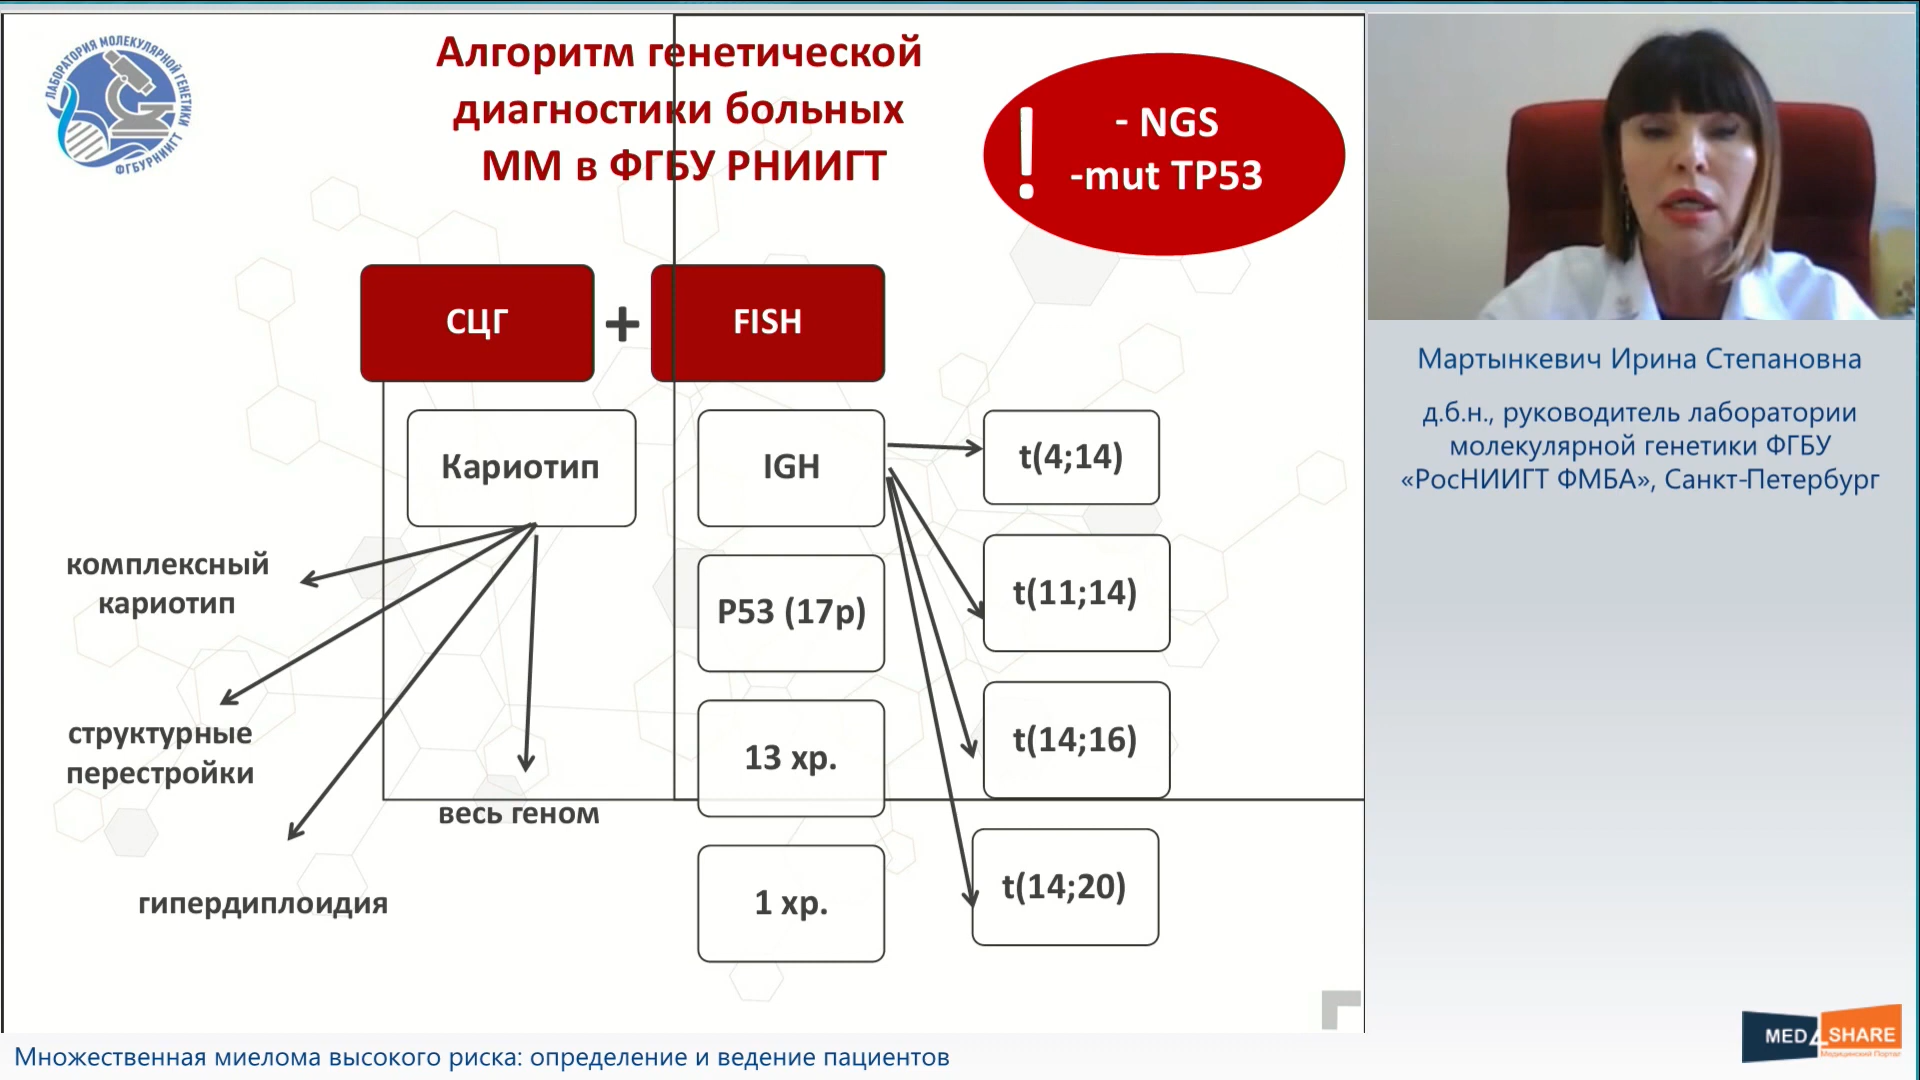 ЛАБОРАТОРИЯ МОЛЕКУЛЯРНОЙ ГЕНЕТИКИ
ФГБУ РНИИГТ
Алгоритм генетической
диагностики больных
ММ в ФГБУ РНИИГТ
!
- NGS
-mut TP53
СЦГ
+
FISH
Кариотип
IGH
t(4;14)
комплексный
кариотип
P53 (17p)
t(11;14)
структурные
перестройки
13 хр.
t(14;16)
весь геном
гипердиплоидия
1 хр.
t(14;20)
Мартынкевич Ирина Степановна
д.б.н., руководитель лаборатории
молекулярной генетики ФГБУ
«РосНИИГТ ФМБА», Санкт-Петербург
MED4SHARE
Медицинский Портал
Множественная миелома высокого риска: определение и ведение пациентов